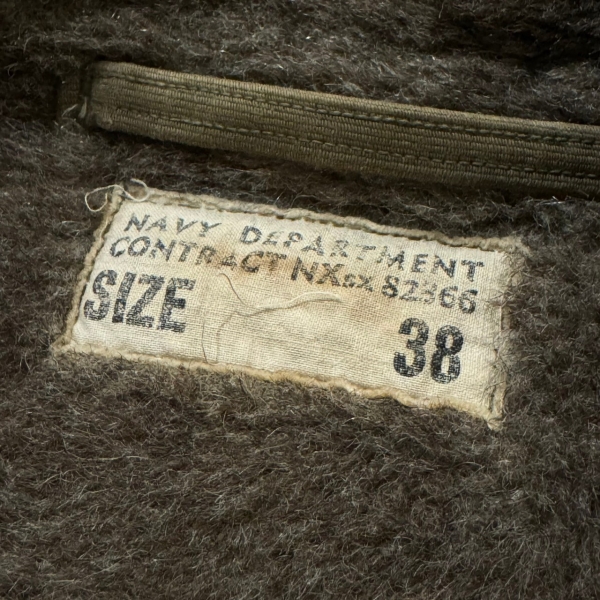 NAVY DEPARTMENT
CONTRACT NXsx 82366
SIZE 38